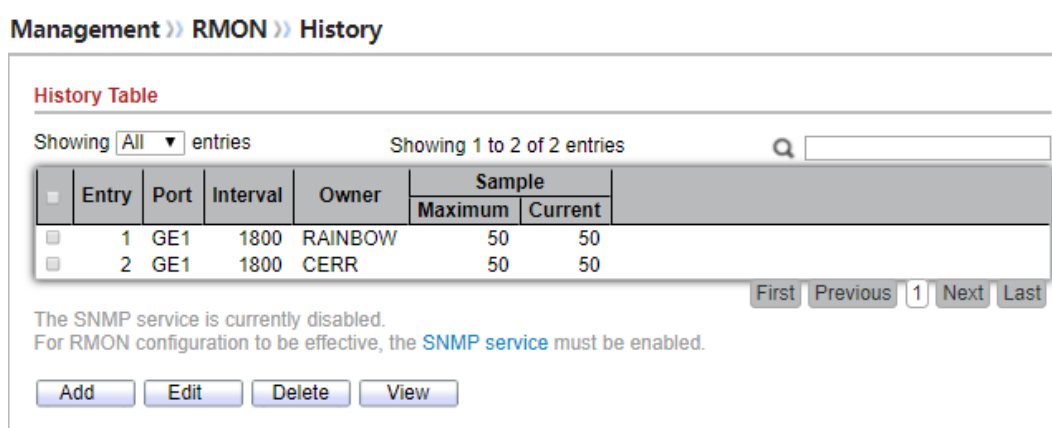 Management » RMON » History
History Table
Showing All ▼ entries Showing 1 to 2 of 2 entries
Entry Port Interval Owner Sample
Maximum Current
1 GE1 1800 RAINBOW 50 50
2 GE1 1800 CERR 50 50
First Previous 1 Next Last
The SNMP service is currently disabled.
For RMON configuration to be effective, the SNMP service must be enabled.
Add Edit Delete View